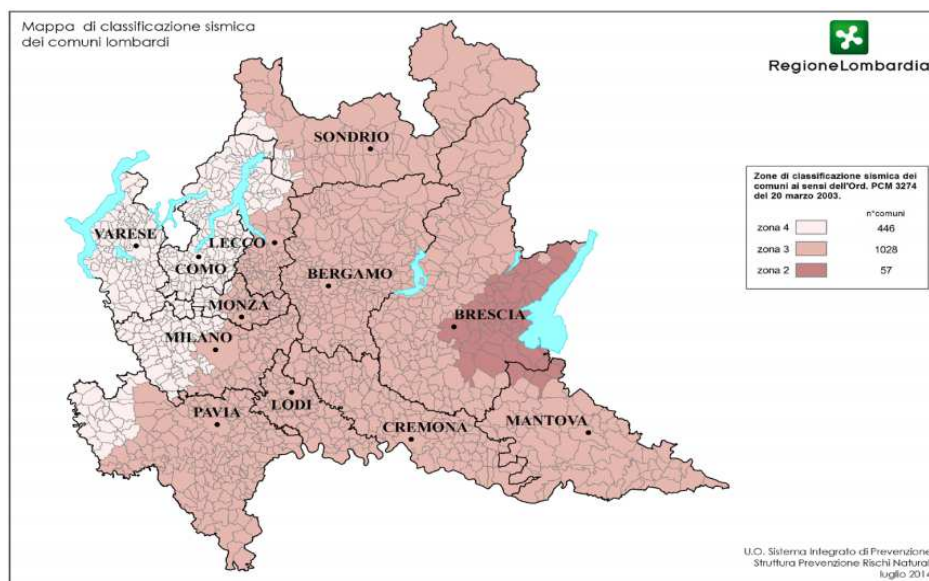 Mappa di classificazione sismica
dei comuni lombardi
RegioneLombardia
SONDRIO
VARESE
LECCO
COMO
BERGAMO
MONZA
BRESCIA
MILANO
PAVIA
LODI
CREMONA
MANTOVA
Zone di classificazione sismica dei
comuni ai sensi dell'Ord. PCM 3274
del 20 marzo 2003.
n°comuni
zona 4 446
zona 3 1028
zona 2 57
U.O. Sistema Integrato di Prevenzione
Struttura Prevenzione Rischi Natural
luglio 2014